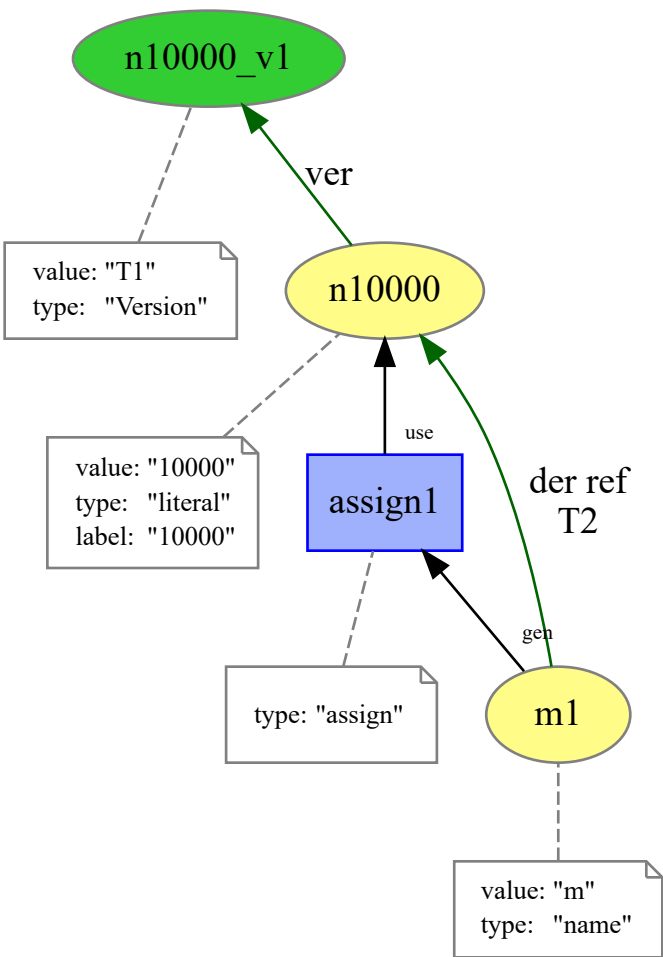 n10000_v1
ver
value: "T1"
type: "Version"
n10000
value: "10000"
type: "literal"
label: "10000"
use
assign1
der ref
T2
gen
type: "assign"
m1
value: "m"
type: "name"